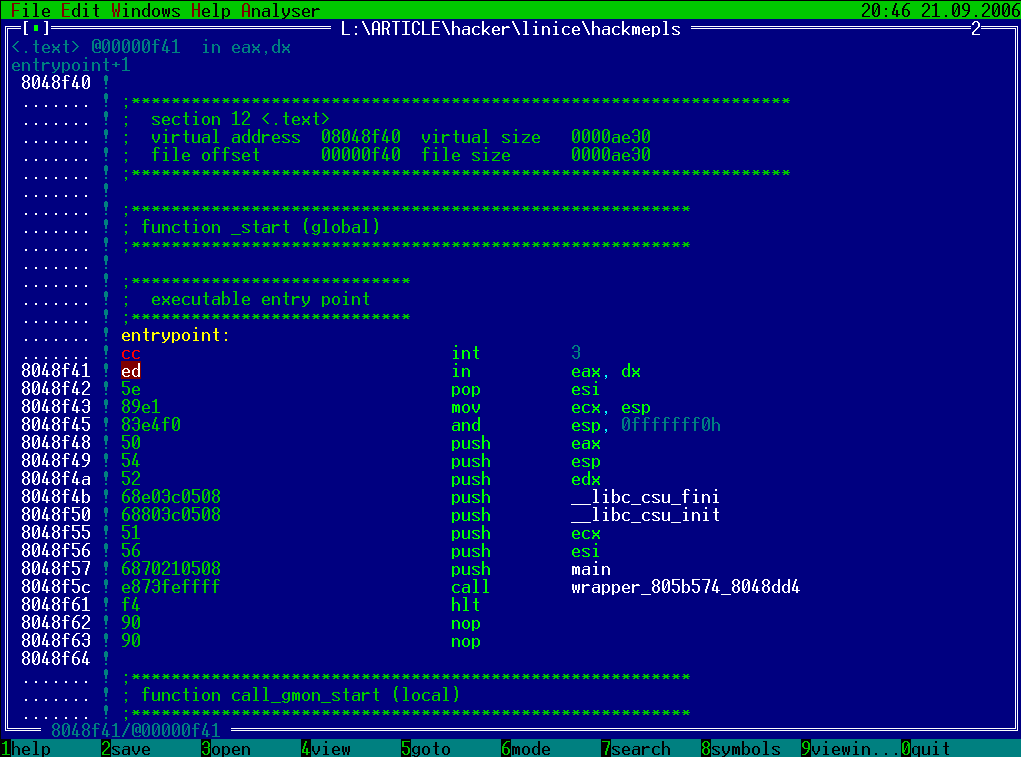 File Edit Windows Help Analyser 20:46 21.09.2006
[▪] L:\ARTICLE\hacker\linice\hackmepls 2
<.text> @00000f41 in eax.dx
entrypoint+1
8048f40 !
....... ! ;******************************************************************
....... ! ; section 12 <.text>
....... ! ; virtual address 08048f40 virtual size 0000ae30
....... ! ; file offset 00000f40 file size 0000ae30
....... ! ;******************************************************************
....... !
....... ! ;********************************************************
....... ! ; function _start (global)
....... ! ;********************************************************
....... !
....... ! ;****************************
....... ! ; executable entry point
....... ! ;****************************
....... ! entrypoint:
....... ! cc int 3
8048f41 ! ed in eax, dx
8048f42 ! 5e pop esi
8048f43 ! 89e1 mov ecx, esp
8048f45 ! 83e4f0 and esp, 0fffffff0h
8048f48 ! 50 push eax
8048f49 ! 54 push esp
8048f4a ! 52 push edx
8048f4b ! 68e03c0508 push __libc_csu_fini
8048f50 ! 68803c0508 push __libc_csu_init
8048f55 ! 51 push ecx
8048f56 ! 56 push esi
8048f57 ! 6870210508 push main
8048f5c ! e873feffff call wrapper_805b574_8048dd4
8048f61 ! f4 hlt
8048f62 ! 90 nop
8048f63 ! 90 nop
8048f64 !
....... ! ;********************************************************
....... ! ; function call_gmon_start (local)
....... ! ;********************************************************
8048f41/@00000f41
1help 2save 3open 4view 5goto 6mode 7search 8symbols 9viewin... 0quit